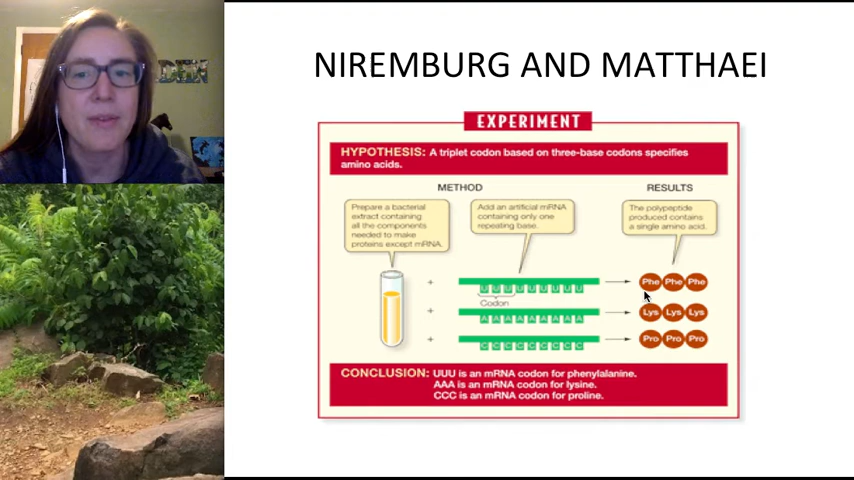 NIREMBURG AND MATTHAEI
EXPERIMENT
HYPOTHESIS: A triplet codon based on three-base codons specifies
amino acids.
METHOD
RESULTS
Prepare a bacterial
extract containing
all the components
needed to make
proteins except mRNA.
Add an artificial mRNA
containing only one
repeating base.
The polypeptide
produced contains
a single amino acid.
+ UUUUUUUUU Phe Phe Phe
Codon
+ AAAAAAAAA Lys Lys Lys
+ CCCCCCCCC Pro Pro Pro
CONCLUSION: UUU is an mRNA codon for phenylalanine.
AAA is an mRNA codon for lysine.
CCC is an mRNA codon for proline.